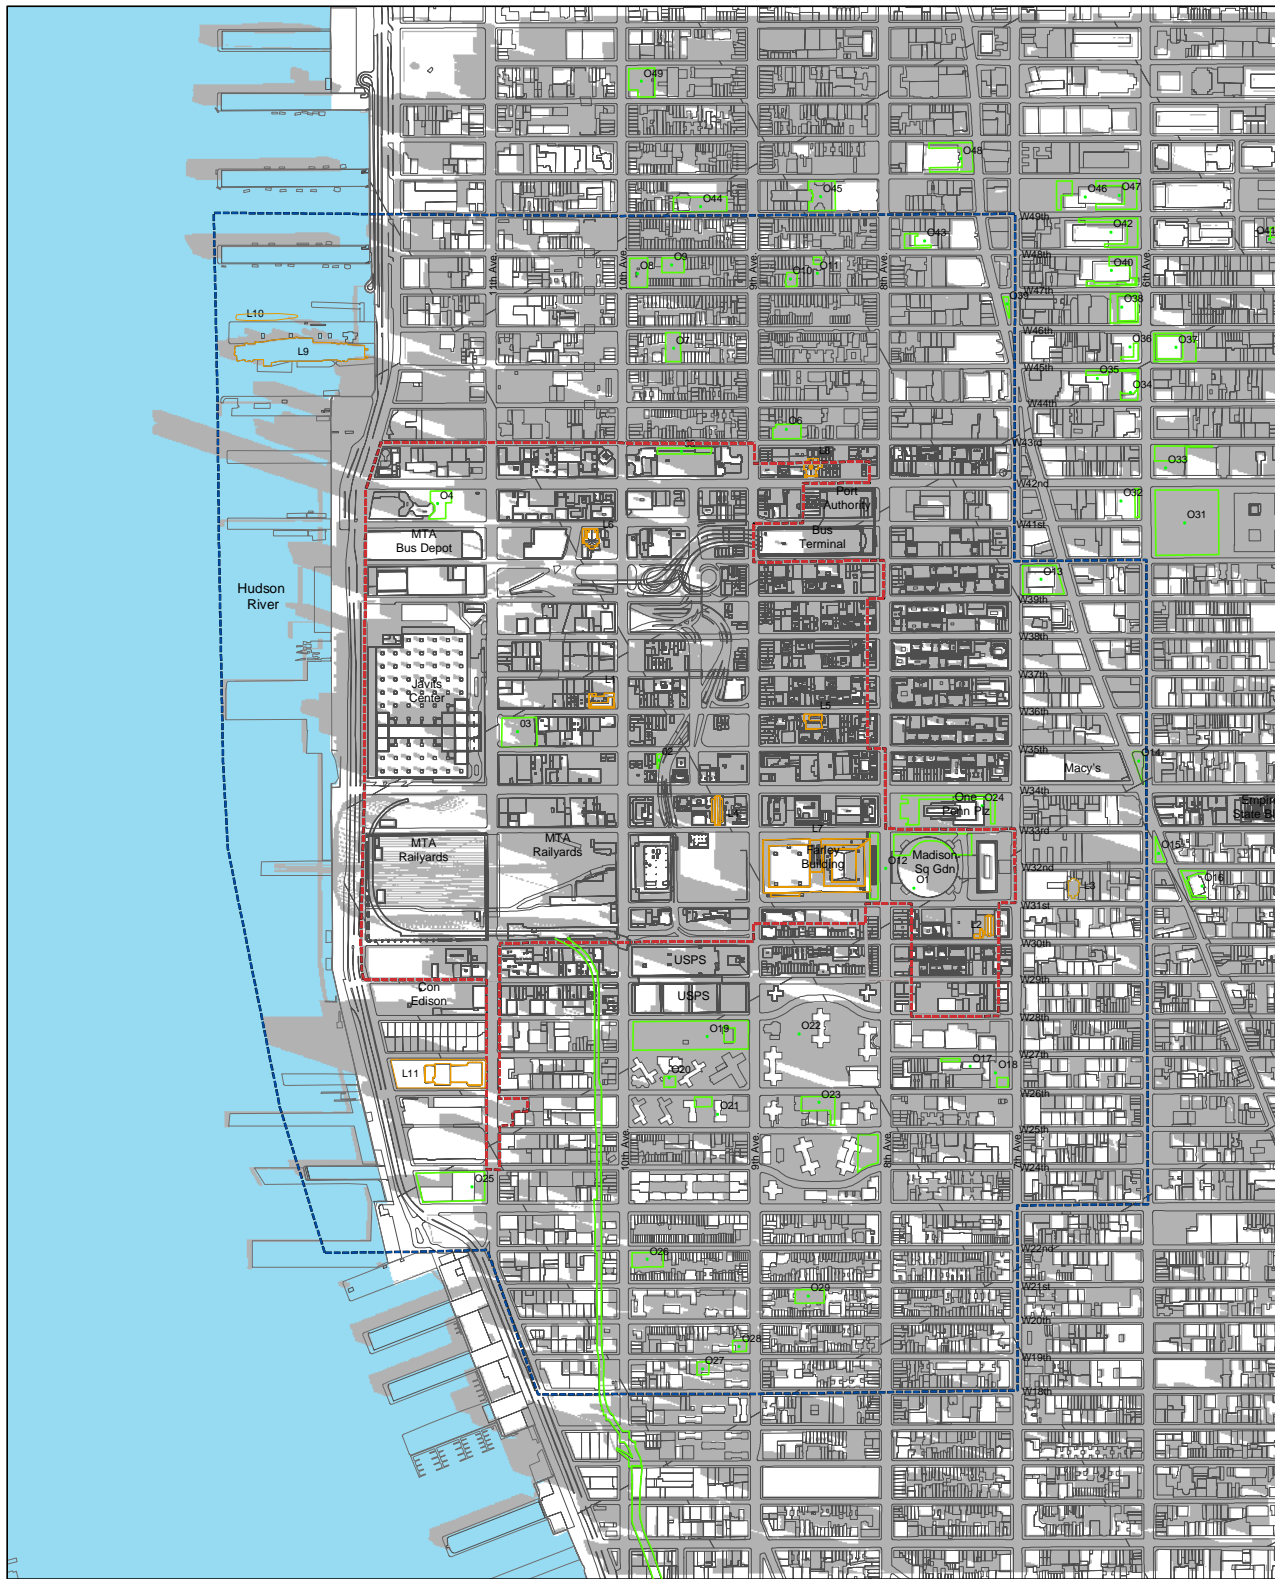 O49
O48
O44
O45
O46
O47
W49th
O42
O43
O41
W48th
O8
O9
O10
O11
O40
11th Ave.
10th Ave.
9th Ave.
8th Ave.
6th Ave.
W47th
O39
O38
L10
L9
W46th
O7
O36
O37
W45th
O35
O34
W44th
O6
W43rd
L8
O33
W42nd
O4
Port
Authority
O32
O31
W41st
L6
MTA
Bus Depot
Bus
Terminal
O13
Hudson
River
W39th
W38th
W37th
Javits
Center
L1
W36th
L5
03
W35th
02
O14
Macy's
W34th
One
Penn Plz
O24
L4
Empire
State Bl
W33rd
L7
MTA
Railyards
MTA
Railyards
Farley
Building
O12
Madison
Sq Gdn
O1
O15
W32nd
O16
L3
W31st
L2
W30th
USPS
W29th
Con
Edison
USPS
W28th
O19
O22
W27th
L11
O20
O17
O18
W26th
O21
O23
W25th
10th Ave.
9th Ave.
8th Ave.
7th Ave.
W24th
O25
W22nd
O26
W21st
O29
W20th
O28
W19th
O27
W18th